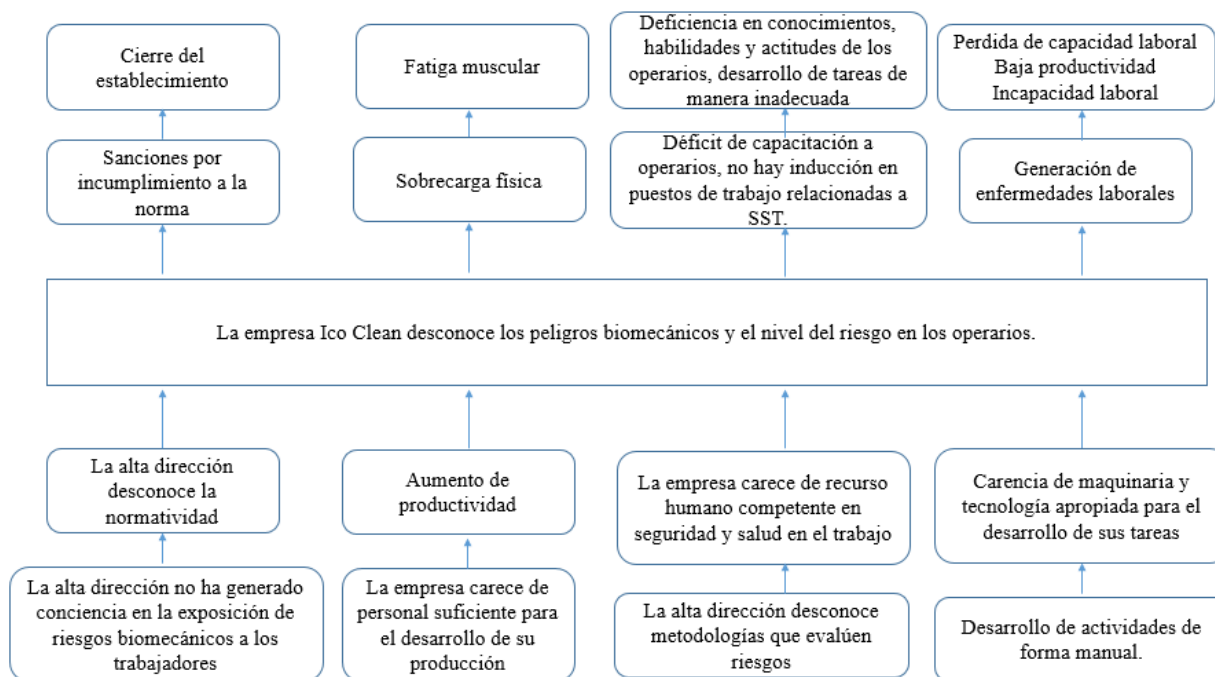 Cierre del
establecimiento
Fatiga muscular
Deficiencia en conocimientos,
habilidades y actitudes de los
operarios, desarrollo de tareas de
manera inadecuada
Perdida de capacidad laboral
Baja productividad
Incapacidad laboral
Sanciones por
incumplimiento a la
norma
Sobrecarga física
Déficit de capacitación a
operarios, no hay inducción en
puestos de trabajo relacionadas a
SST.
Generación de
enfermedades laborales
La empresa Ico Clean desconoce los peligros biomecánicos y el nivel del riesgo en los operarios.
La alta dirección
desconoce la
normatividad
Aumento de
productividad
La empresa carece de recurso
humano competente en
seguridad y salud en el trabajo
Carencia de maquinaria y
tecnología apropiada para el
desarrollo de sus tareas
La alta dirección no ha generado
conciencia en la exposición de
riesgos biomecánicos a los
trabajadores
La empresa carece de
personal suficiente para
el desarrollo de su
producción
La alta dirección desconoce
metodologías que evalúen
riesgos
Desarrollo de actividades de
forma manual.